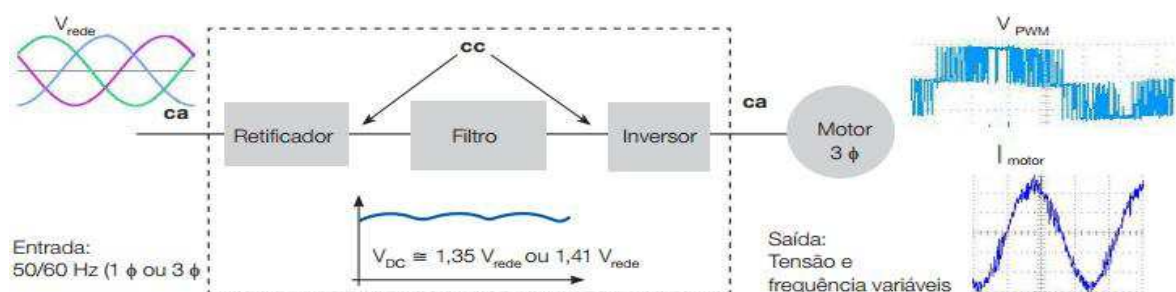 V rede
ca
cc
Retificador
Filtro
Inversor
ca
Motor
3 ϕ
V PWM
I motor
V DC ≅ 1,35 V rede ou 1,41 V rede
Entrada:
50/60 Hz (1 ϕ ou 3 ϕ
Saída:
Tensão e
frequência variáveis